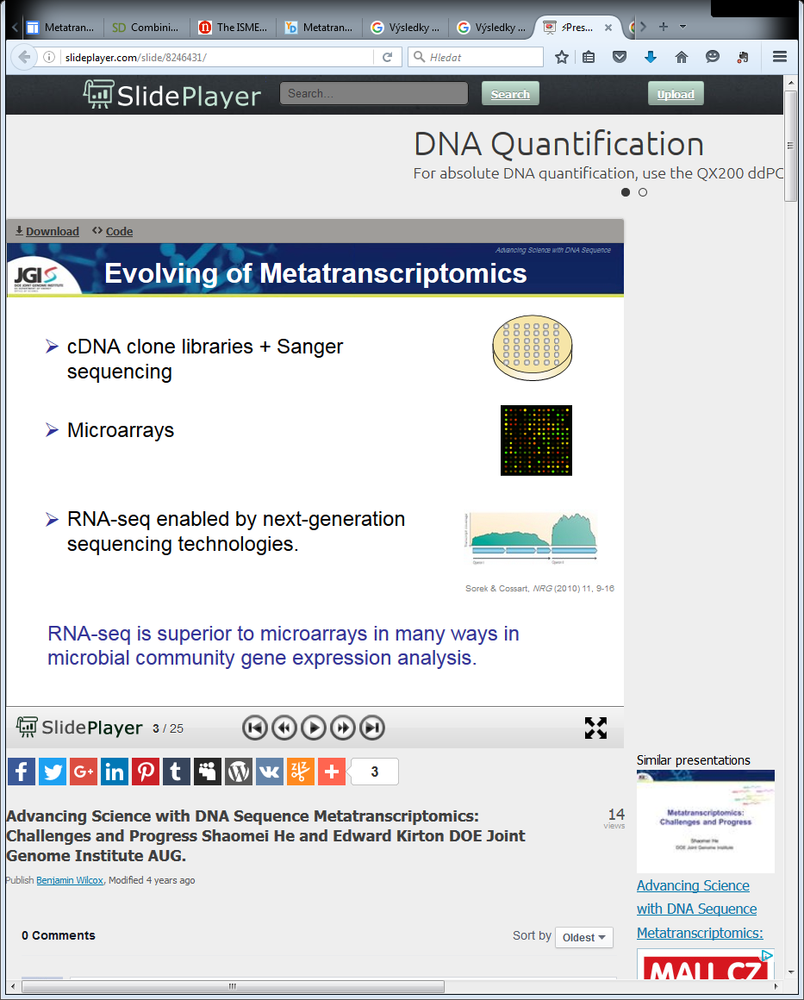 Metatran...
SD Combini...
The ISME...
YD Metatran...
Výsledky ...
Výsledky ...
⚡Pres...
slideplayer.com/slide/8246431/
Hledat
SlidePlayer
Search...
Search
Upload
DNA Quantification
For absolute DNA quantification, use the QX200 ddPC
Download
Code
Advancing Science with DNA Sequence
JGI
DOE JOINT GENOME INSTITUTE
Evolving of Metatranscriptomics
cDNA clone libraries + Sanger
sequencing
Microarrays
RNA-seq enabled by next-generation
sequencing technologies.
Sorek & Cossart, NRG (2010) 11, 9-16
RNA-seq is superior to microarrays in many ways in
microbial community gene expression analysis.
SlidePlayer 3 / 25
3
Similar presentations
Metatranscriptomics:
Challenges and Progress
Shaomei He
DOE Joint Genome Institute
Advancing Science with DNA Sequence Metatranscriptomics:
Challenges and Progress Shaomei He and Edward Kirton DOE Joint
Genome Institute AUG.
14
views
Publish Benjamin Wilcox, Modified 4 years ago
Advancing Science
with DNA Sequence
Metatranscriptomics:
0 Comments
Sort by Oldest
MALL.CZ